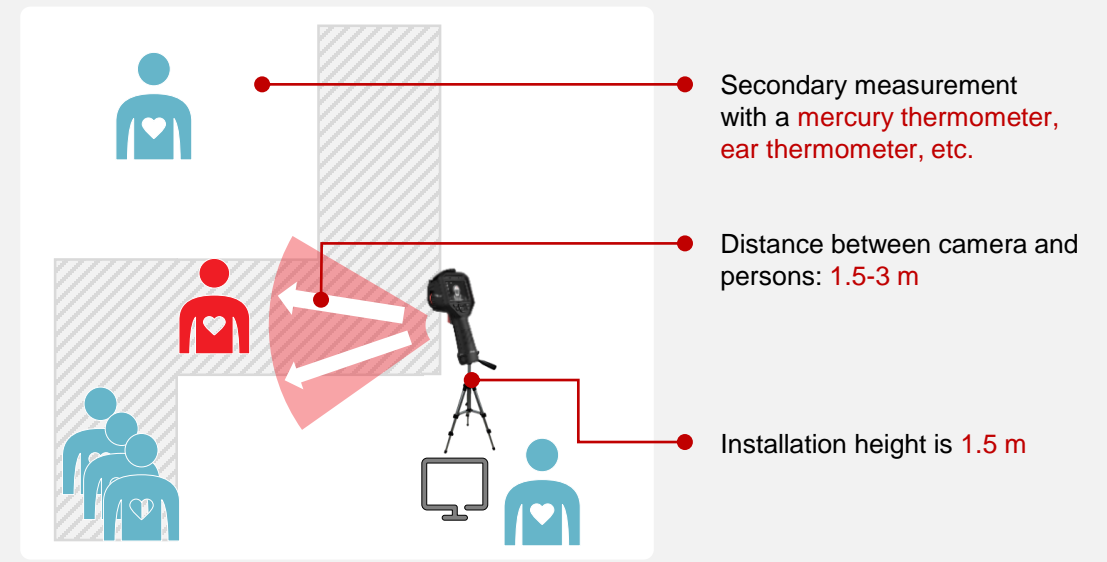 Secondary measurement
with a mercury thermometer,
ear thermometer, etc.
Distance between camera and
persons: 1.5-3 m
Installation height is 1.5 m